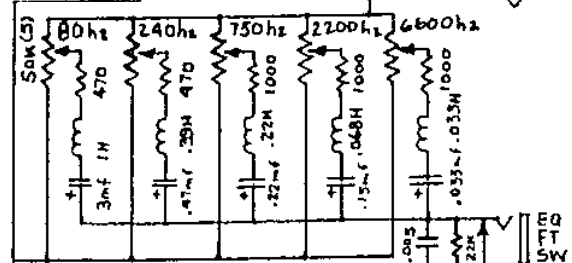 80hz 240hz 750hz 2200hz 6600hz
50K(5)
470
470
1000
1000
1000
3mf 1H
.47mf .39H
.22mf .22H
.15mf .068H
.033mf .033H
.005
22K
EQ
FT
SW